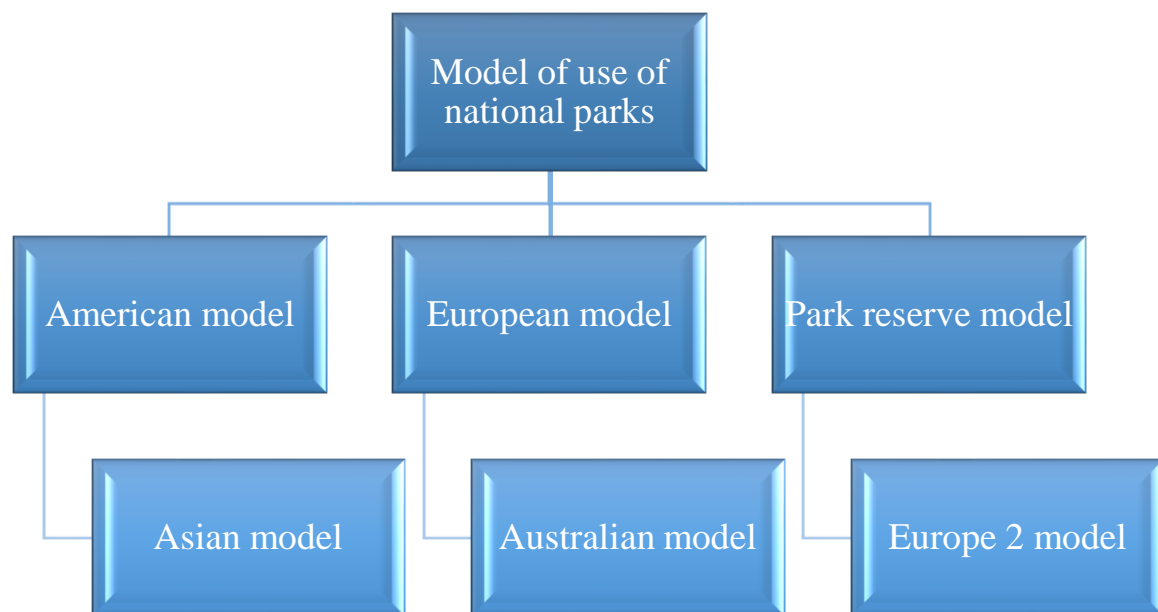 Model of use of
national parks
American model
European model
Park reserve model
Asian model
Australian model
Europe 2 model